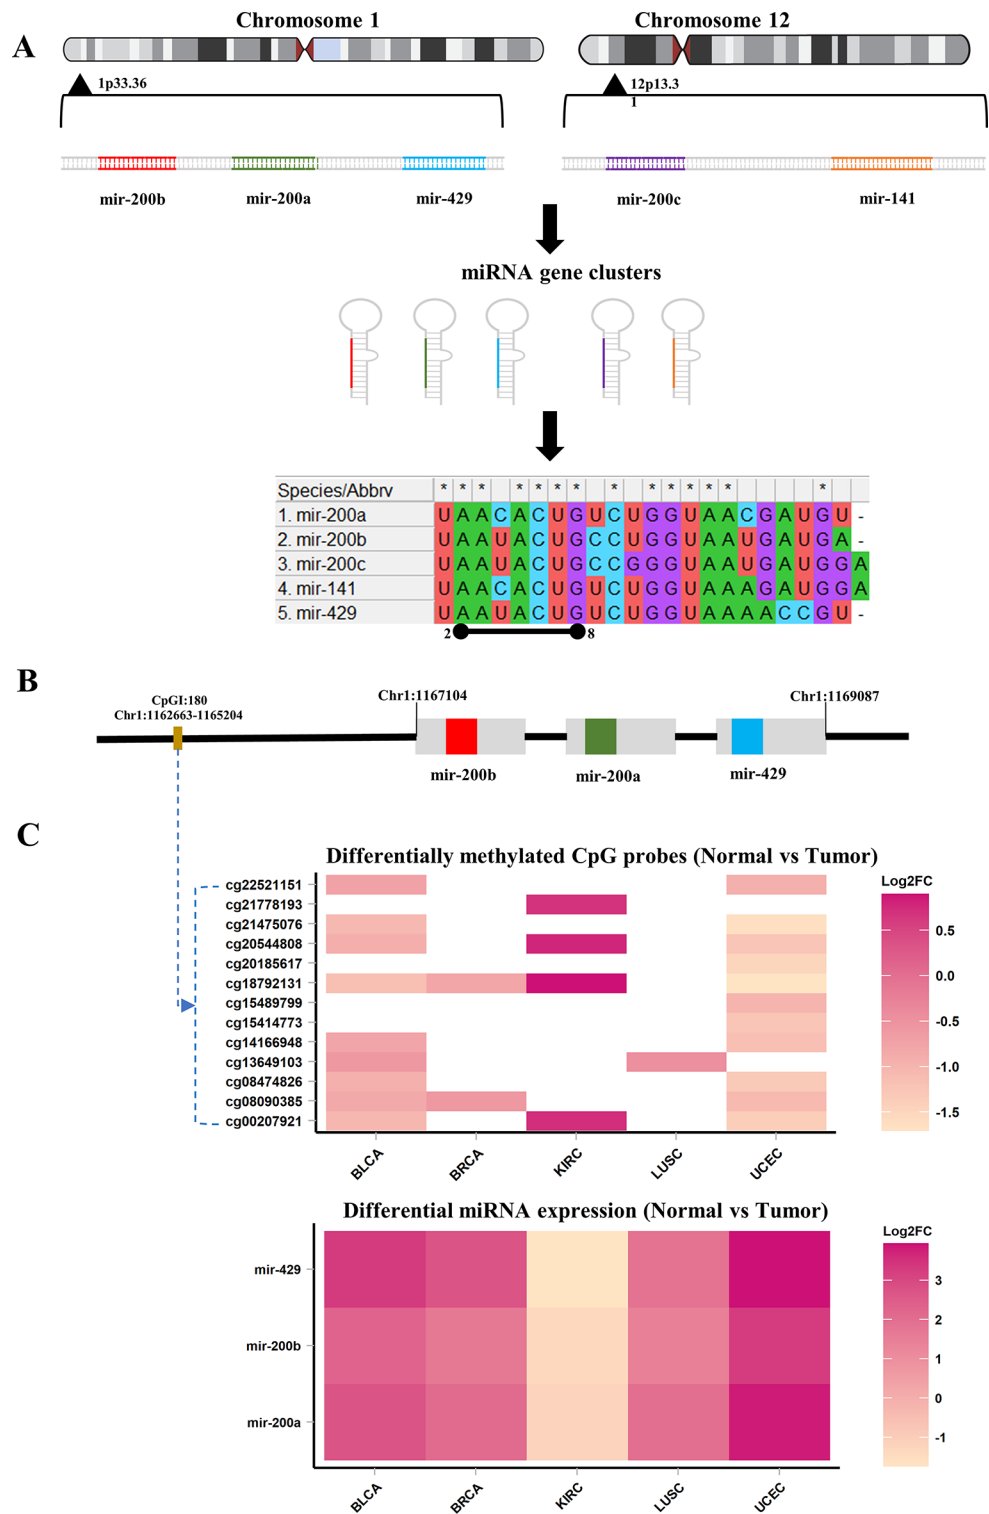 Chromosome 1
Chromosome 12
A
1p33.36
12p13.3
1
mir-200b
mir-200a
mir-429
mir-200c
mir-141
miRNA gene clusters
Species/Abbrv * * * * * * * * * * * * * *
1. mir-200a U A A C A C U G U C U G G U A A C G A U G U -
2. mir-200b U A A U A C U G C C U G G U A A U G A U G A -
3. mir-200c U A A U A C U G C C G G G U A A U G A U G G A
4. mir-141 U A A C A C U G U C U G G U A A A G A U G G A
5. mir-429 U A A U A C U G U C U G G U A A A A C C G U -
2 8
B
CpGI:180
Chr1:1162663-1165204
Chr1:1167104
Chr1:1169087
mir-200b
mir-200a
mir-429
C
Differentially methylated CpG probes (Normal vs Tumor)
cg22521151
cg21778193
cg21475076
cg20544808
cg20185617
cg18792131
cg15489799
cg15414773
cg14166948
cg13649103
cg08474826
cg08090385
cg00207921
BLCA
BRCA
KIRC
LUSC
UCEC
Log2FC
0.5
0.0
-0.5
-1.0
-1.5
Differential miRNA expression (Normal vs Tumor)
mir-429
mir-200b
mir-200a
BLCA
BRCA
KIRC
LUSC
UCEC
Log2FC
3
2
1
0
-1